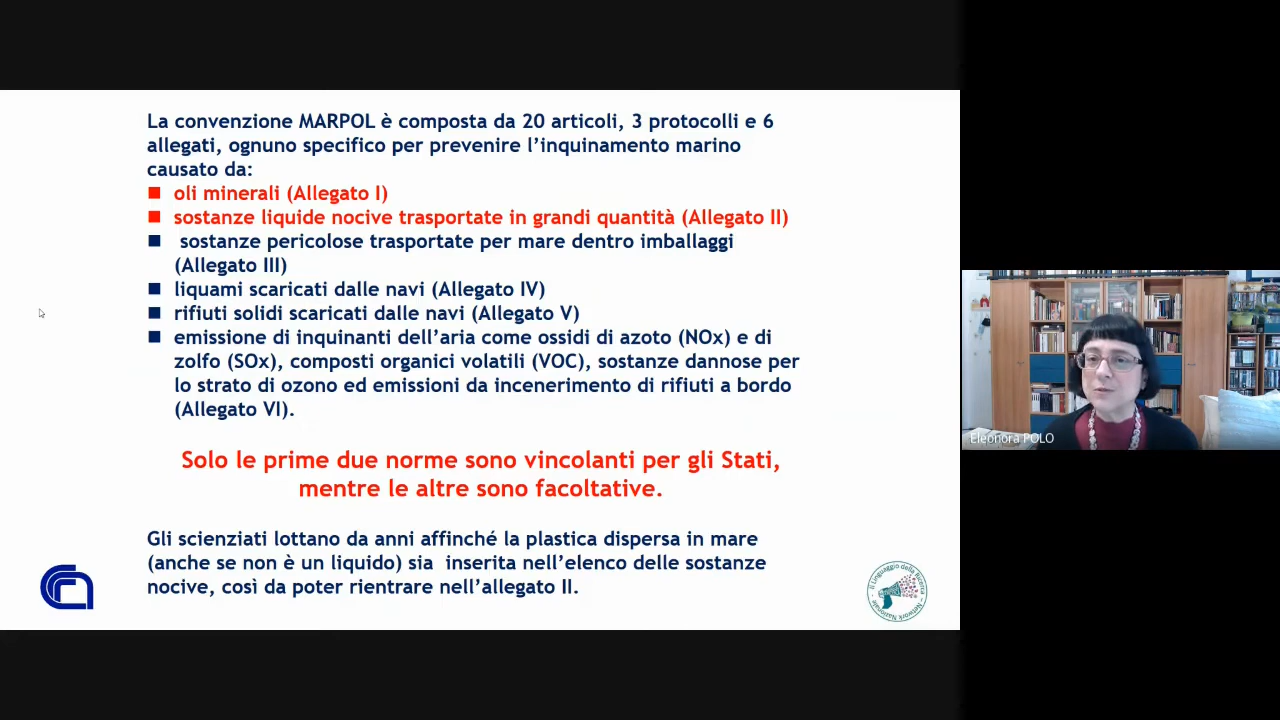 La convenzione MARPOL è composta da 20 articoli, 3 protocolli e 6
allegati, ognuno specifico per prevenire l’inquinamento marino
causato da:
oli minerali (Allegato I)
sostanze liquide nocive trasportate in grandi quantità (Allegato II)
sostanze pericolose trasportate per mare dentro imballaggi
(Allegato III)
liquami scaricati dalle navi (Allegato IV)
rifiuti solidi scaricati dalle navi (Allegato V)
emissione di inquinanti dell’aria come ossidi di azoto (NOx) e di
zolfo (SOx), composti organici volatili (VOC), sostanze dannose per
lo strato di ozono ed emissioni da incenerimento di rifiuti a bordo
(Allegato VI).
Solo le prime due norme sono vincolanti per gli Stati,
mentre le altre sono facoltative.
Gli scienziati lottano da anni affinché la plastica dispersa in mare
(anche se non è un liquido) sia inserita nell’elenco delle sostanze
nocive, così da poter rientrare nell’allegato II.
Il Linguaggio della Ricerca
Network Nazionale
Eleonora POLO